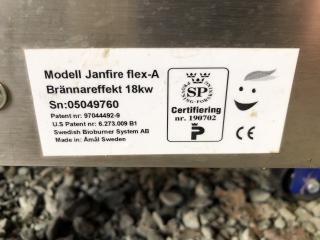 Modell Janfire flex-A
Brännareffekt 18kw
Sn:05049760
Patent nr: 97044492-9
U.S Patent nr: 6.273.009 B1
Swedish Bioburner System AB
Made in: Åmål Sweden
SP
Certifiering
nr. 190702
P